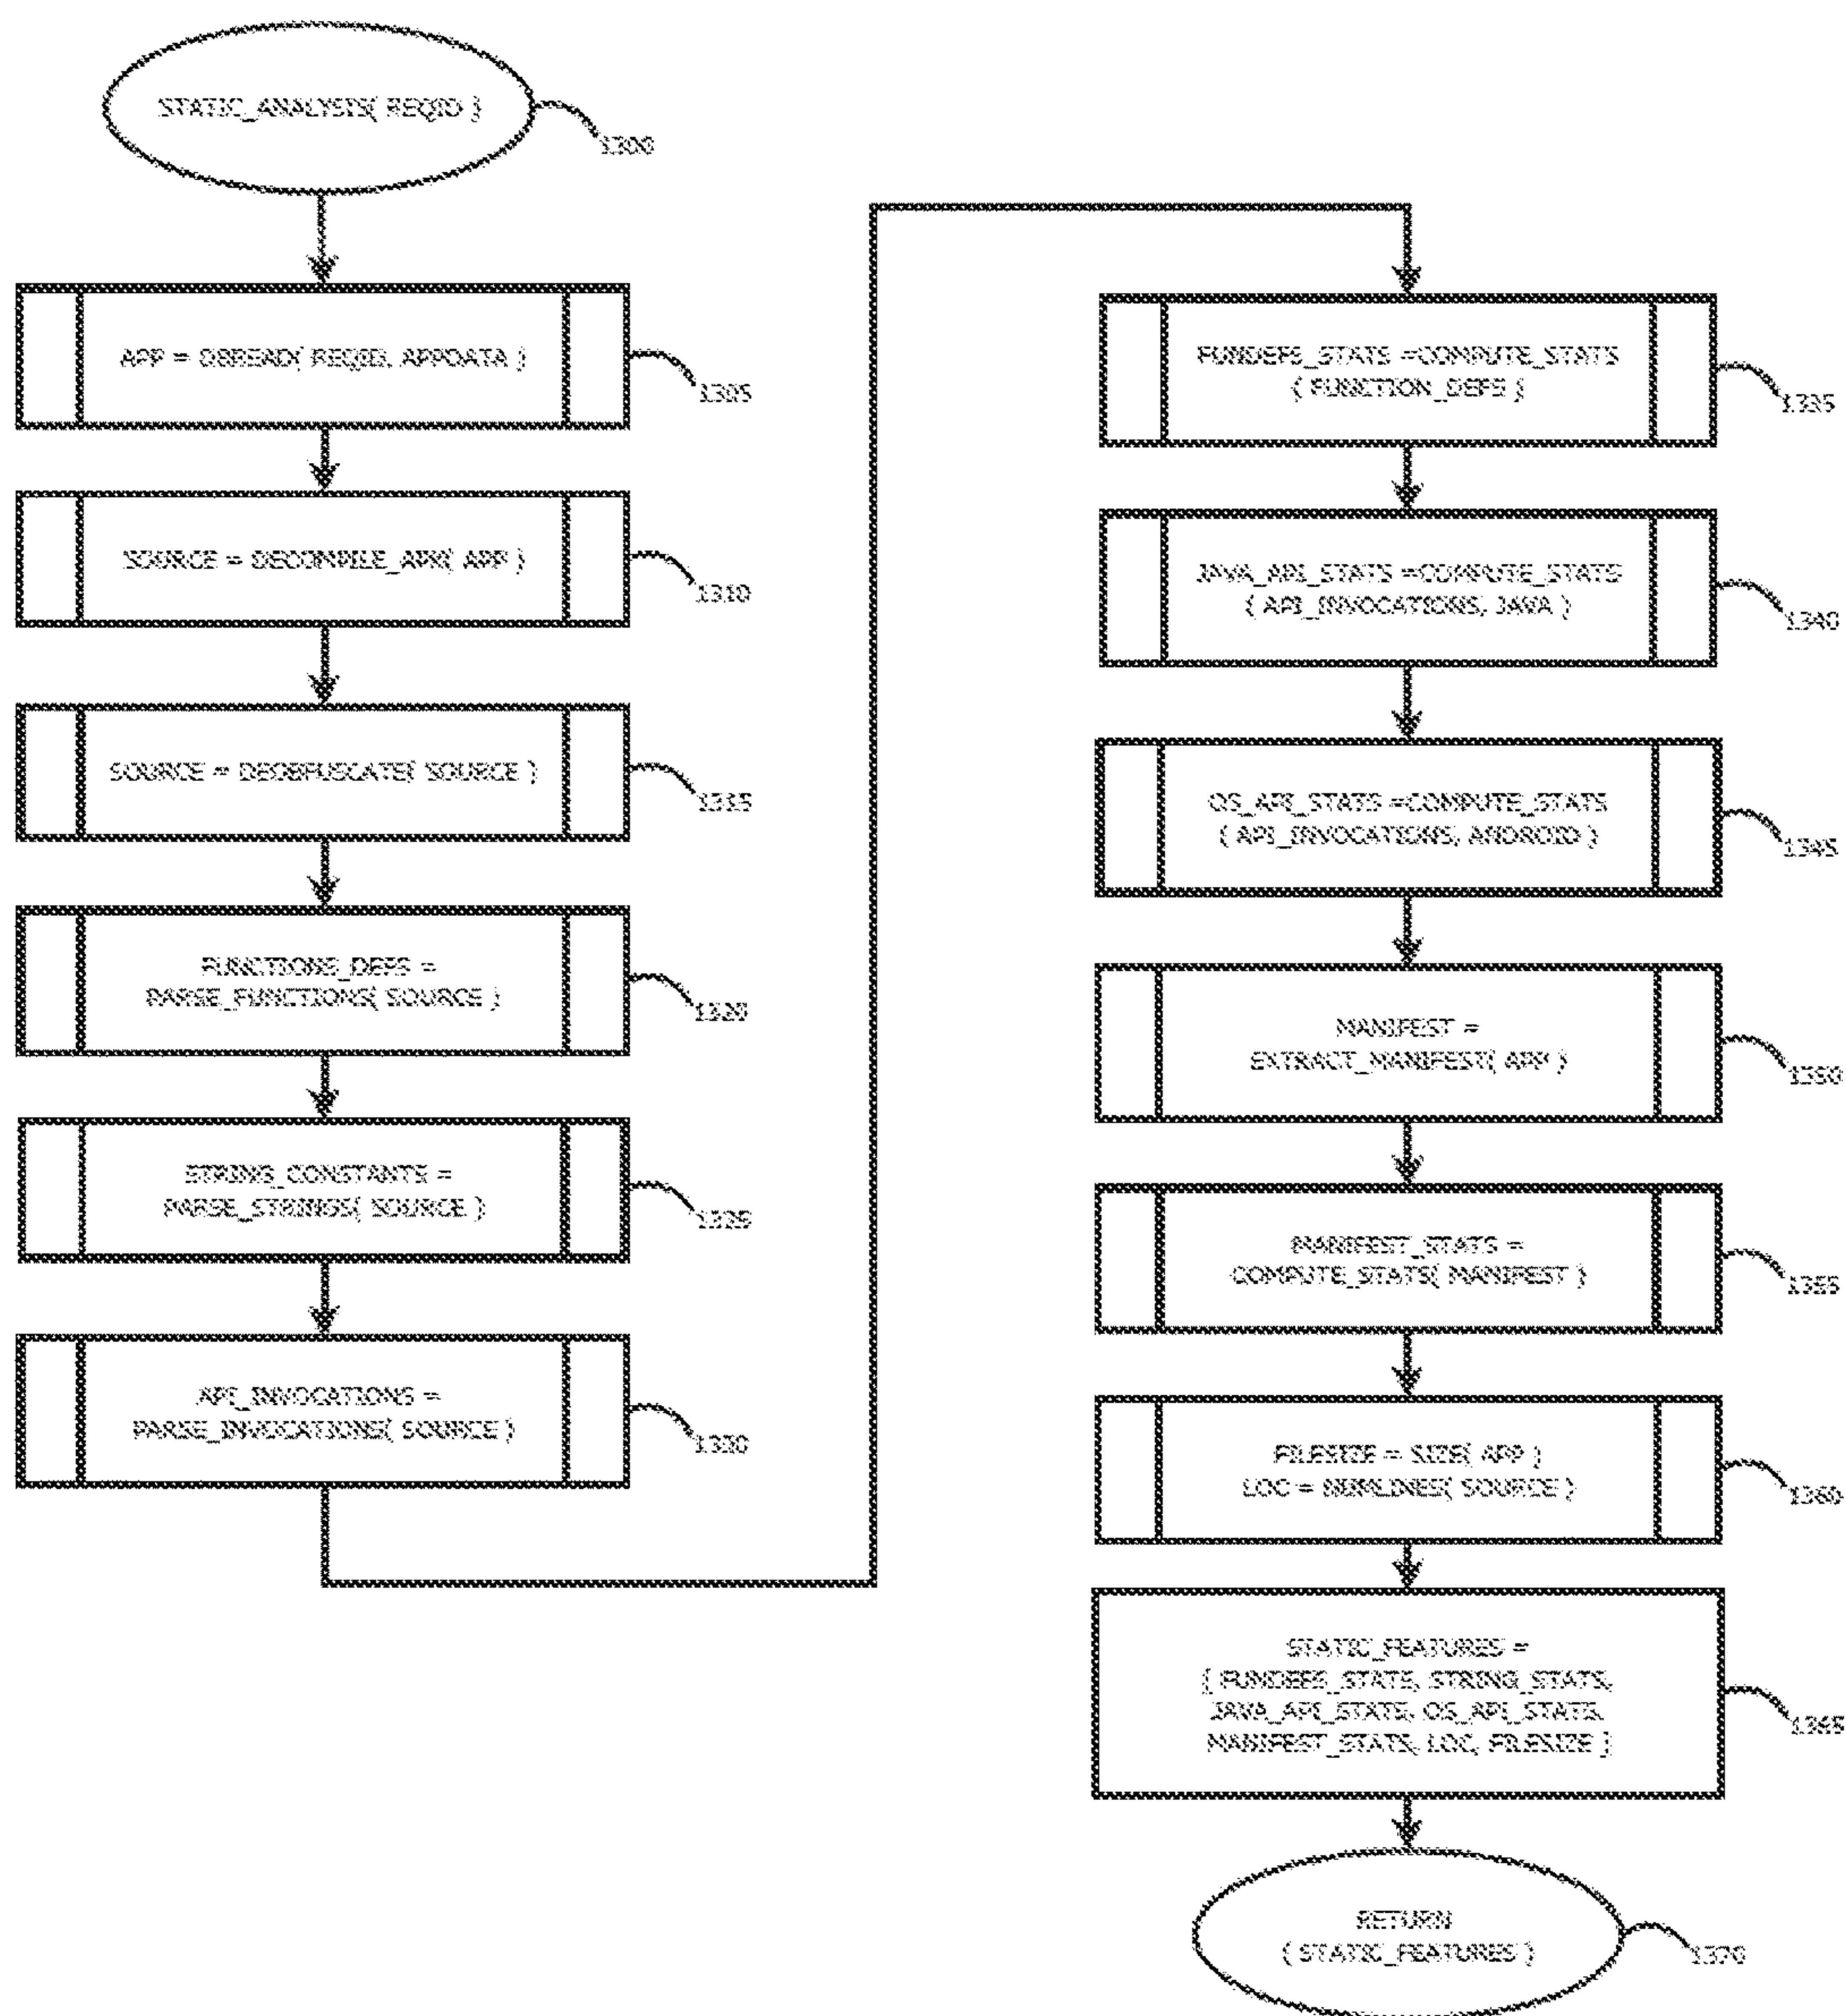 STATIC_ANALYSIS( REQID )
1300
APP = DBREAD( REQID, APPDATA )
1305
SOURCE = DECOMPILE_APK( APP )
1310
SOURCE = DEOBFUSCATE( SOURCE )
1315
FUNCTIONS_DEFS =
PARSE_FUNCTIONS( SOURCE )
1320
STRING_CONSTANTS =
PARSE_STRINGS( SOURCE )
1325
API_INVOCATIONS =
PARSE_INVOCATIONS( SOURCE )
1330
FUNDEFS_STATS =COMPUTE_STATS
( FUNCTION_DEFS )
1335
JAVA_API_STATS =COMPUTE_STATS
( API_INVOCATIONS, JAVA )
1340
OS_API_STATS =COMPUTE_STATS
( API_INVOCATIONS, ANDROID )
1345
MANIFEST =
EXTRACT_MANIFEST( APP )
1350
MANIFEST_STATS =
COMPUTE_STATS( MANIFEST )
1355
FILESIZE = SIZE( APP )
LOC = NUMLINES( SOURCE )
1360
STATIC_FEATURES =
[ FUNDEFS_STATS, STRING_STATS,
JAVA_API_STATS, OS_API_STATS,
MANIFEST_STATS, LOC, FILESIZE ]
1365
RETURN
( STATIC_FEATURES )
1370